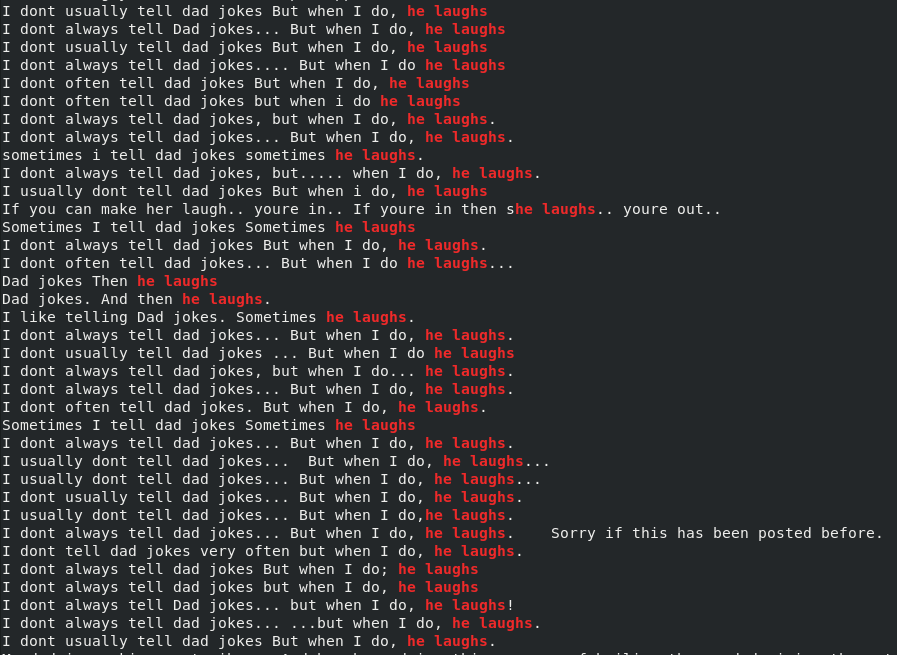 I dont usually tell dad jokes But when I do, he laughs
I dont always tell Dad jokes... But when I do, he laughs
I dont usually tell dad jokes But when I do, he laughs
I dont always tell dad jokes.... But when I do he laughs
I dont often tell dad jokes But when I do, he laughs
I dont often tell dad jokes but when i do he laughs
I dont always tell dad jokes, but when I do, he laughs.
I dont always tell dad jokes... But when I do, he laughs.
sometimes i tell dad jokes sometimes he laughs.
I dont always tell dad jokes, but..... when I do, he laughs.
I usually dont tell dad jokes But when i do, he laughs
If you can make her laugh.. youre in.. If youre in then she laughs.. youre out..
Sometimes I tell dad jokes Sometimes he laughs
I dont always tell dad jokes But when I do, he laughs.
I dont often tell dad jokes... But when I do he laughs...
Dad jokes Then he laughs
Dad jokes. And then he laughs.
I like telling Dad jokes. Sometimes he laughs.
I dont always tell dad jokes... But when I do, he laughs.
I dont usually tell dad jokes ... But when I do he laughs
I dont always tell dad jokes, but when I do... he laughs.
I dont always tell dad jokes... But when I do, he laughs.
I dont often tell dad jokes. But when I do, he laughs.
Sometimes I tell dad jokes Sometimes he laughs
I dont always tell dad jokes... But when I do, he laughs.
I usually dont tell dad jokes...  But when I do, he laughs...
I usually dont tell dad jokes... But when I do, he laughs...
I dont usually tell dad jokes... But when I do, he laughs.
I usually dont tell dad jokes... But when I do,he laughs.
I dont always tell dad jokes... But when I do, he laughs.    Sorry if this has been posted before.
I dont tell dad jokes very often but when I do, he laughs.
I dont always tell dad jokes But when I do; he laughs
I dont always tell dad jokes but when I do, he laughs
I dont always tell Dad jokes... but when I do, he laughs!
I dont always tell dad jokes... ...but when I do, he laughs.
I dont usually tell dad jokes But when I do, he laughs.